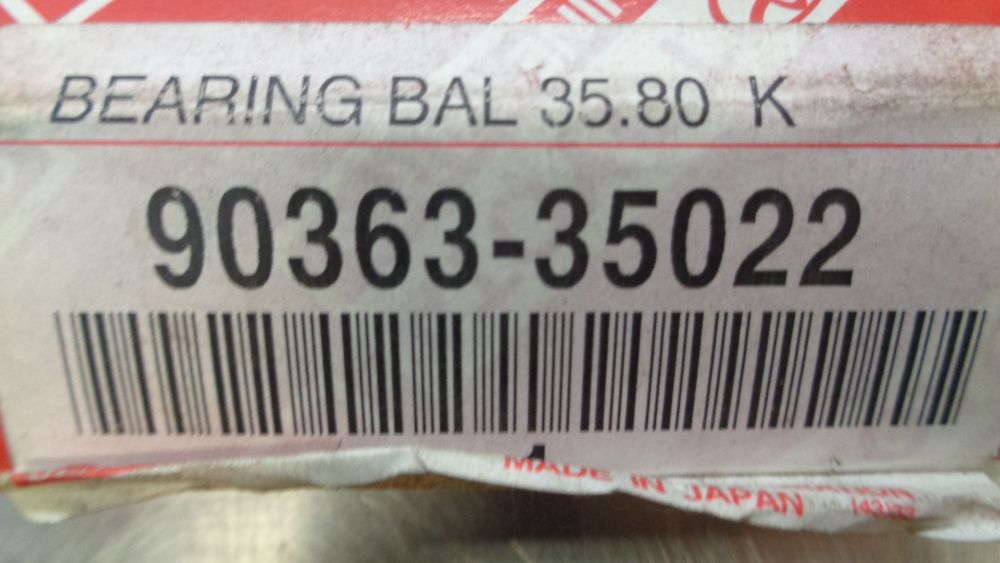 BEARING BAL 35.80 K
90363-35022
MADE IN JAPAN